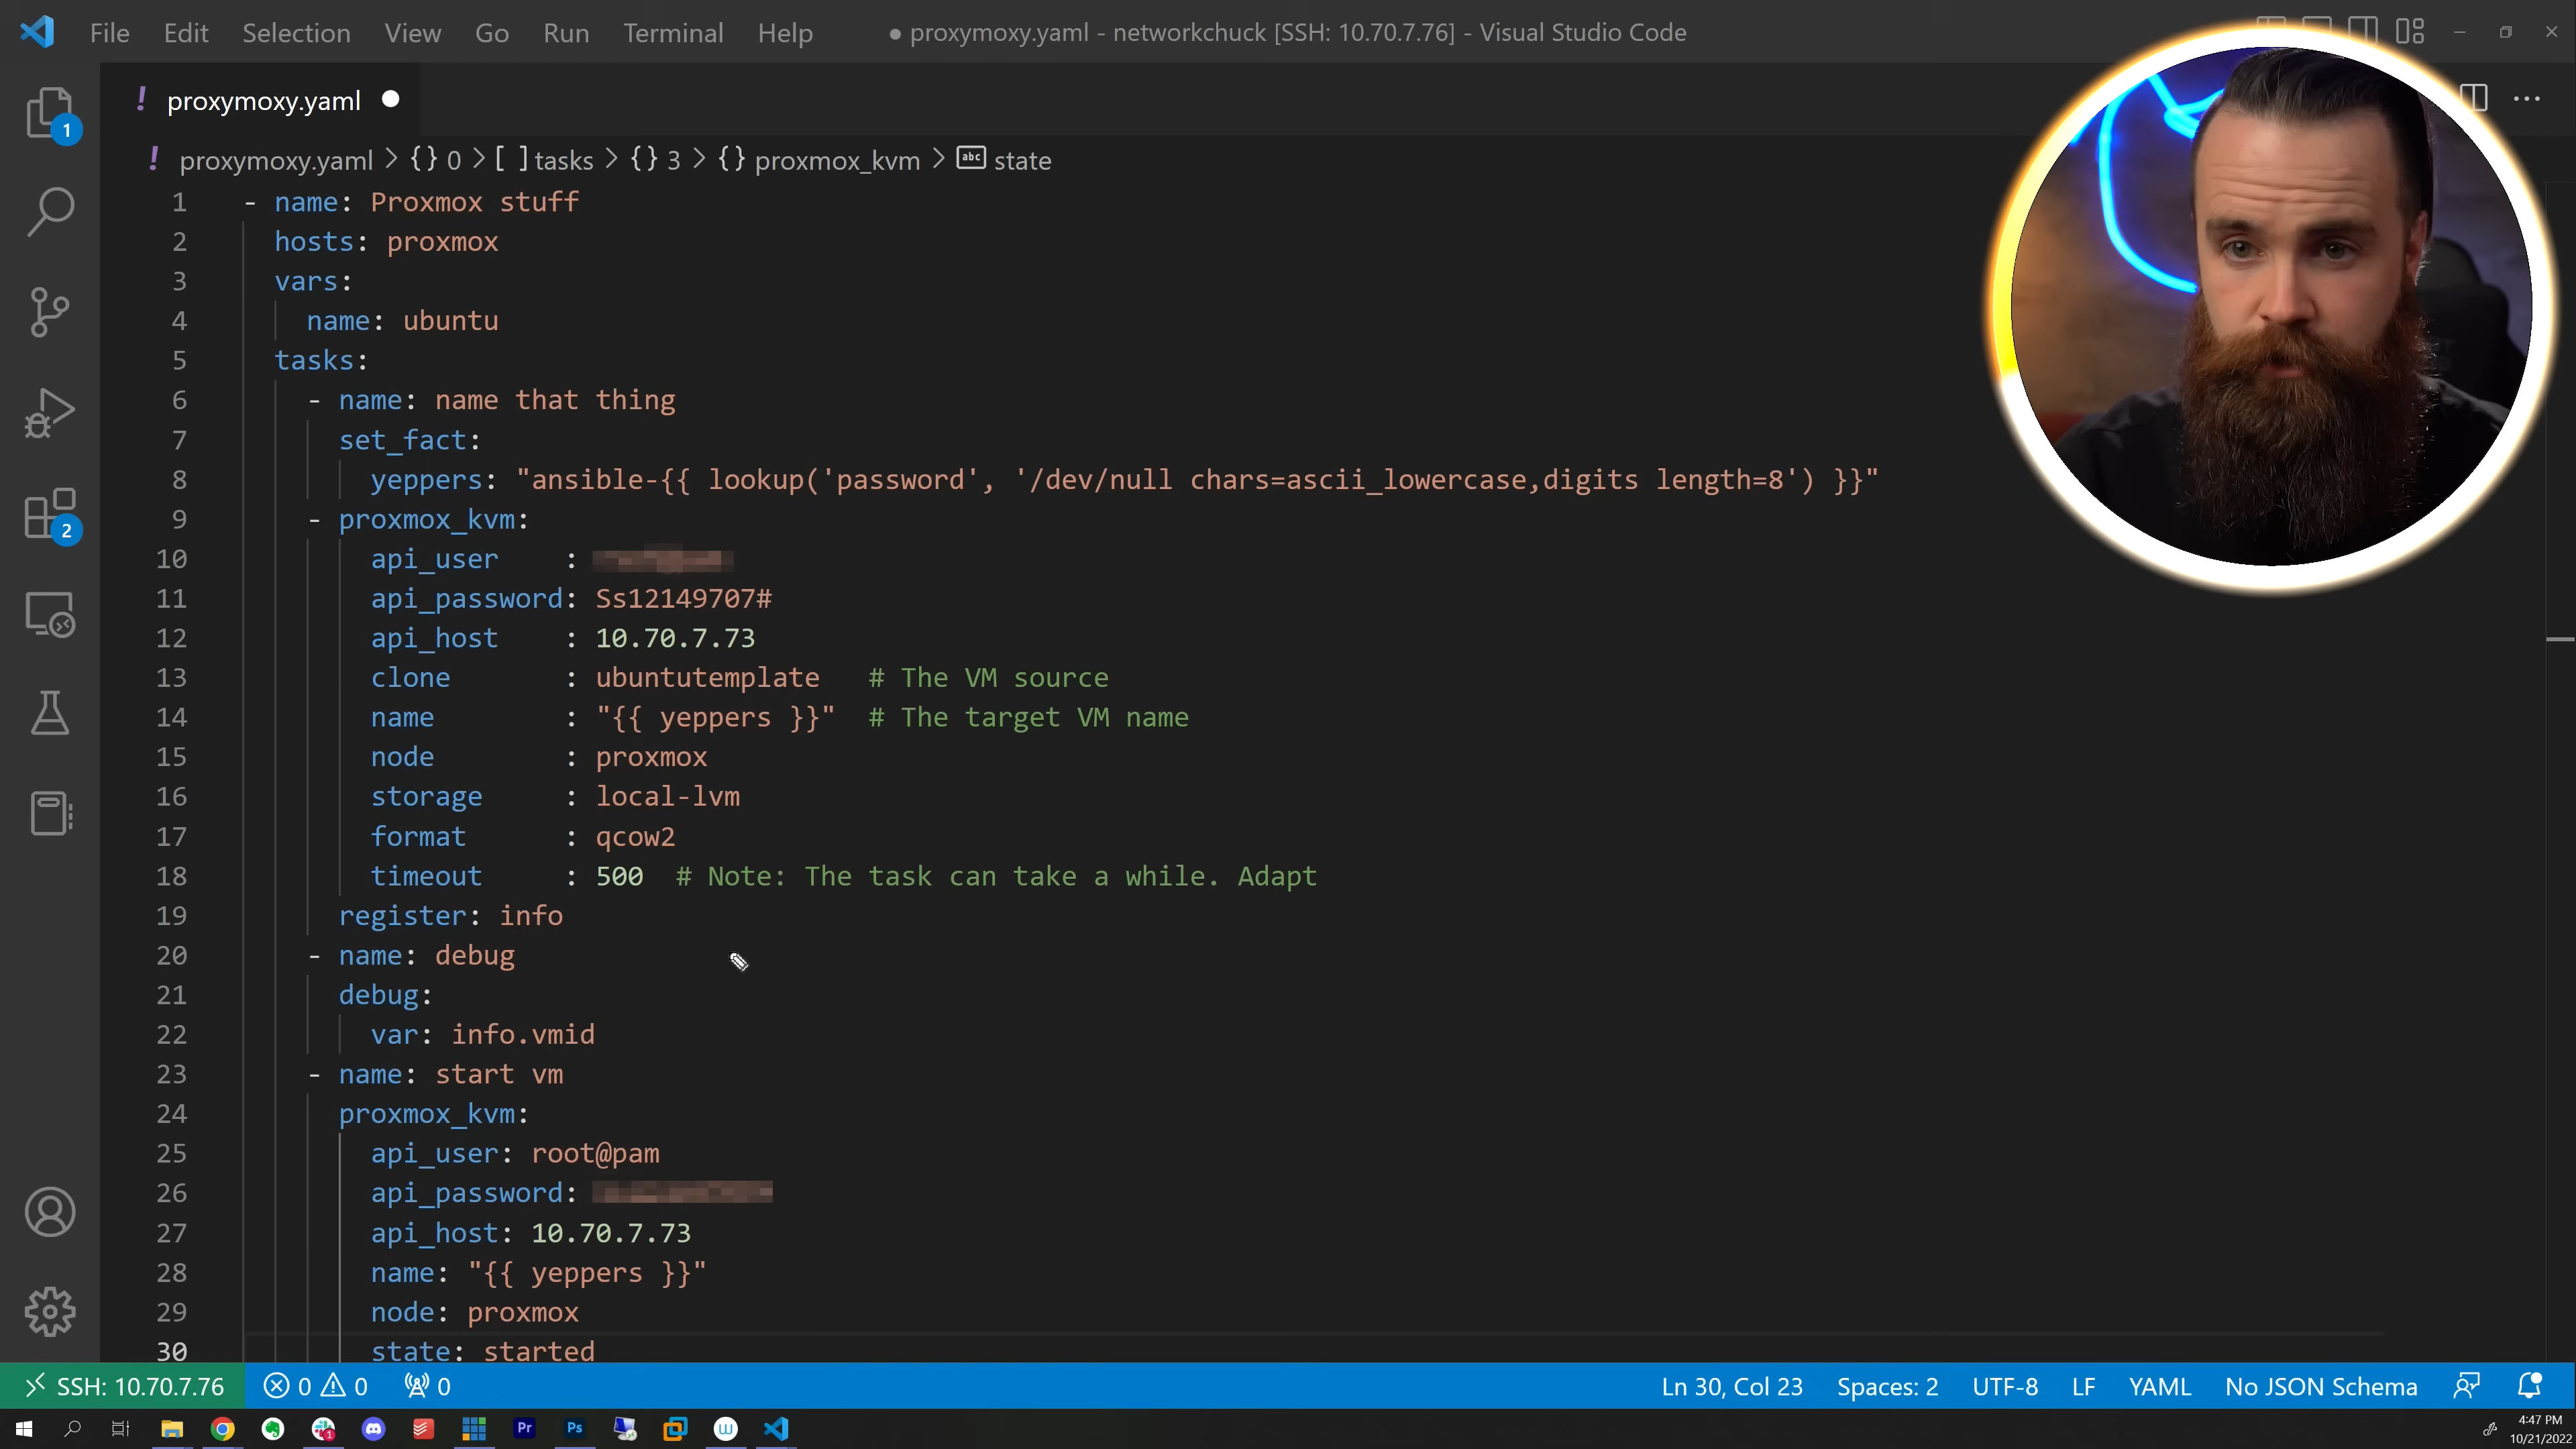 File Edit Selection View Go Run Terminal Help ● proxymoxy.yaml - networkchuck [SSH: 10.70.7.76] - Visual Studio Code
! proxymoxy.yaml ●
! proxymoxy.yaml > {} 0 > [ ] tasks > {} 3 > {} proxmox_kvm > abc state
1 - name: Proxmox stuff
2 hosts: proxmox
3 vars:
4 name: ubuntu
5 tasks:
6 - name: name that thing
7 set_fact:
8 yeppers: "ansible-{{ lookup('password', '/dev/null chars=ascii_lowercase,digits length=8') }}"
9 - proxmox_kvm:
10 api_user :
11 api_password: Ss12149707#
12 api_host : 10.70.7.73
13 clone : ubuntutemplate # The VM source
14 name : "{{ yeppers }}" # The target VM name
15 node : proxmox
16 storage : local-lvm
17 format : qcow2
18 timeout : 500 # Note: The task can take a while. Adapt
19 register: info
20 - name: debug
21 debug:
22 var: info.vmid
23 - name: start vm
24 proxmox_kvm:
25 api_user: root@pam
26 api_password:
27 api_host: 10.70.7.73
28 name: "{{ yeppers }}"
29 node: proxmox
30 state: started
1
2
SSH: 10.70.7.76 0 0 0 Ln 30, Col 23 Spaces: 2 UTF-8 LF YAML No JSON Schema
1 Pr Ps W 4:47 PM
10/21/2022